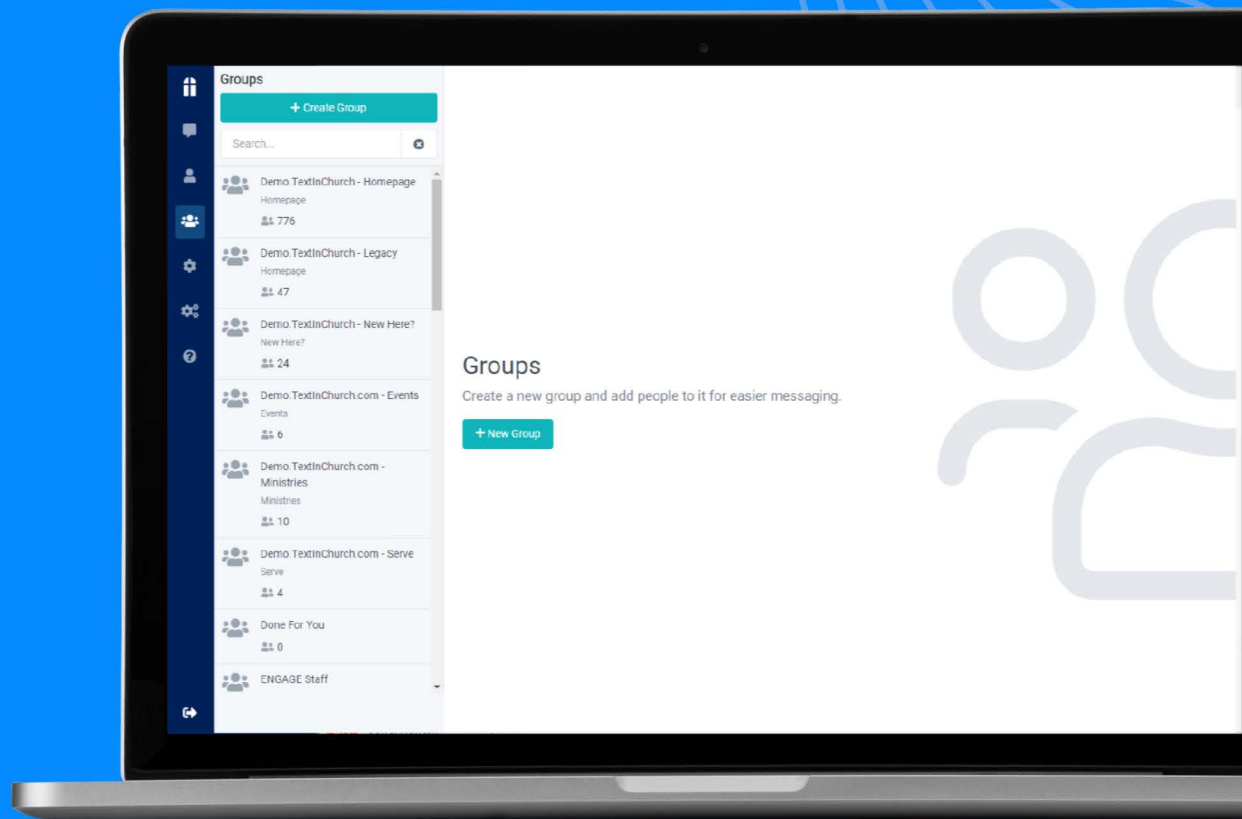 Groups
+ Create Group
Search...
Demo.TextInChurch - Homepage
Homepage
776
Demo.TextInChurch - Legacy
Homepage
47
Demo.TextInChurch - New Here?
New Here?
24
Demo.TextInChurch.com - Events
Events
6
Demo.TextInChurch.com -
Ministries
Ministries
10
Demo.TextInChurch.com - Serve
Serve
4
Done For You
0
ENGAGE Staff
Groups
Create a new group and add people to it for easier messaging.
+ New Group